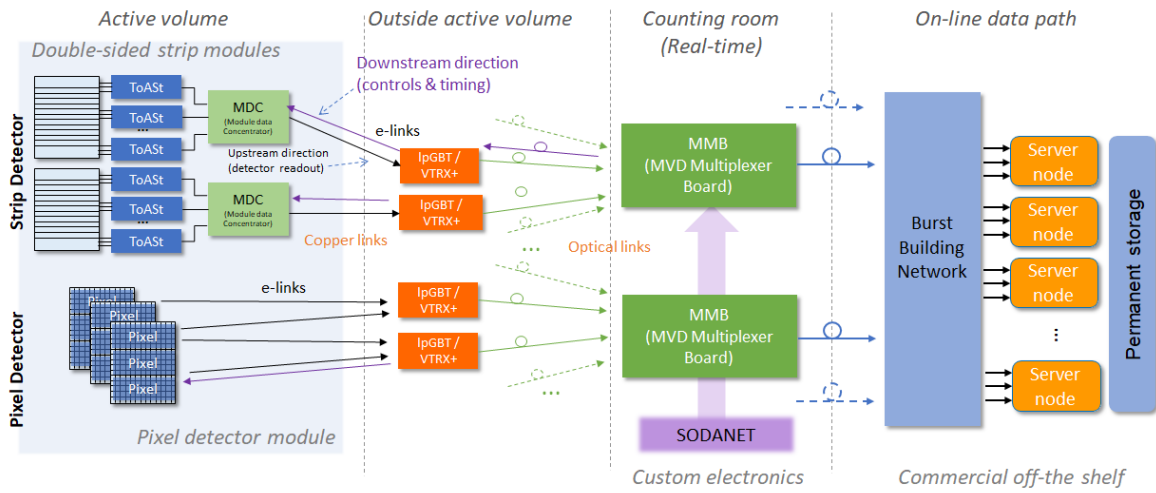 Active volume
Outside active volume
Counting room
(Real-time)
On-line data path
Double-sided strip modules
Strip Detector
ToASt
ToASt
...
ToASt
MDC
(Module data
Concentrator)
ToASt
ToASt
...
ToASt
MDC
(Module data
Concentrator)
Downstream direction
(controls & timing)
e-links
Upstream direction
(detector readout)
lpGBT /
VTRX+
lpGBT /
VTRX+
Copper links
Optical links
...
MMB
(MVD Multiplexer
Board)
Pixel Detector
Pixel
Pixel
Pixel
Pixel
Pixel
e-links
lpGBT /
VTRX+
lpGBT /
VTRX+
...
MMB
(MVD Multiplexer
Board)
SODANET
Burst
Building
Network
Server
node
Server
node
Server
node
...
Server
node
Permanent storage
Pixel detector module
Custom electronics
Commercial off-the shelf